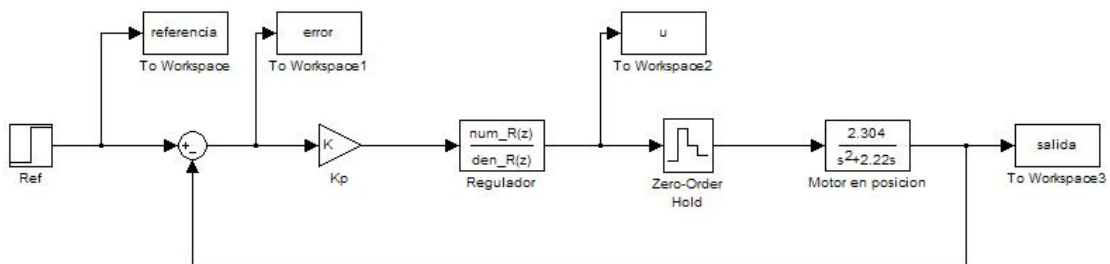 referencia
To Workspace
error
To Workspace1
u
To Workspace2
Ref
+
-
K
Kp
num_R(z)
den_R(z)
Regulador
Zero-Order
Hold
2.304
s²+2.22s
Motor en posicion
salida
To Workspace3